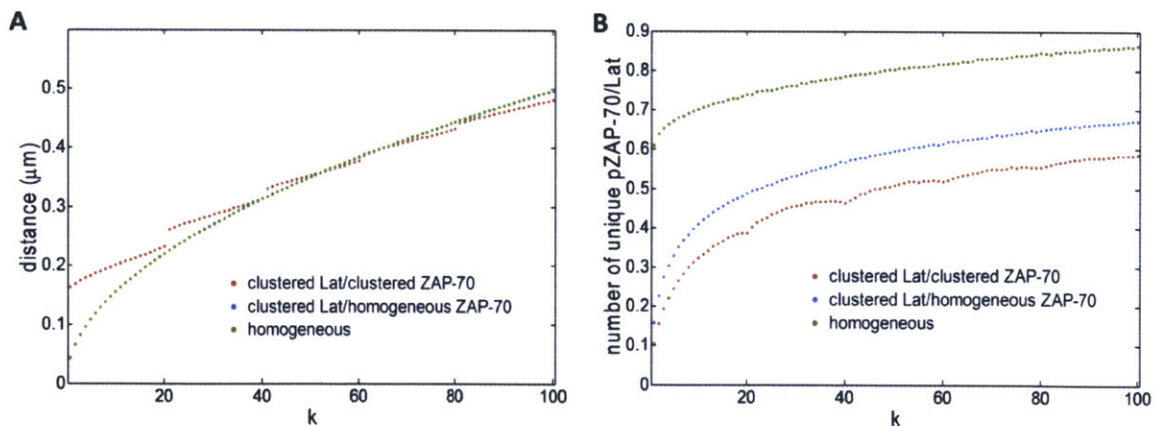 A
distance (μm)
0.5
0.4
0.3
0.2
0.1
0
20
40
60
80
100
k
clustered Lat/clustered ZAP-70
clustered Lat/homogeneous ZAP-70
homogeneous
B
number of unique pZAP-70/Lat
0.9
0.8
0.7
0.6
0.5
0.4
0.3
0.2
0.1
0
20
40
60
80
100
k
clustered Lat/clustered ZAP-70
clustered Lat/homogeneous ZAP-70
homogeneous